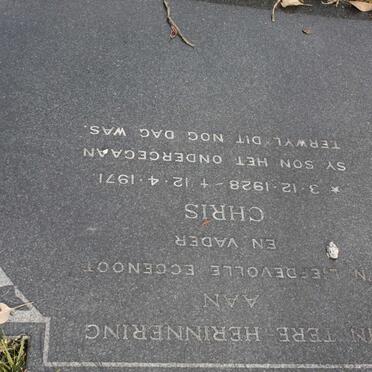 IN TERE HERINNERING
AAN
'N LIEFDEVOLLE EGGENOOT
EN VADER
CHRIS
★ 3·12·1928 - † 12·4·1971
SY SON HET ONDERGEGAAN
TERWYL DIT NOG DAG WAS.